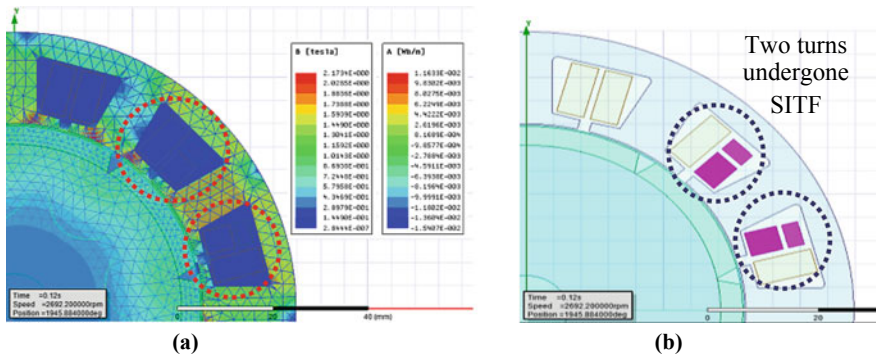 y
B [tesla]
2.1734E+000
2.0285E+000
1.8836E+000
1.7388E+000
1.5939E+000
1.4490E+000
1.3041E+000
1.1592E+000
1.0143E+000
8.6935E-001
7.2446E-001
5.7958E-001
4.3469E-001
2.8979E-001
1.4490E-001
2.8444E-007
A [Wb/m]
1.1633E-002
9.8302E-003
8.0275E-003
6.2249E-003
4.4222E-003
2.6196E-003
8.1689E-004
-9.8577E-004
-2.7884E-003
-4.5911E-003
-6.3938E-003
-8.1964E-003
-9.9991E-003
-1.1802E-002
-1.3604E-002
-1.5407E-002
Time =0.12s
Speed =2692.200000rpm
Position =1945.884000deg
0
20
40 (mm)
(a)
y
Two turns
undergone
SITF
Time =0.12s
Speed =2692.200000rpm
Position =1945.884000deg
0
20
(b)